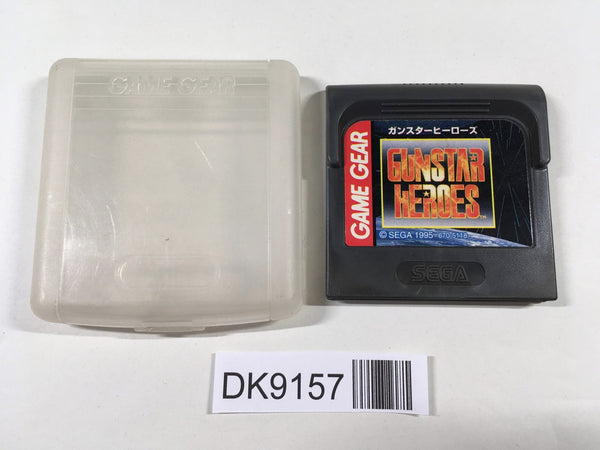 GAME GEAR
GAME GEAR
ガンスターヒーローズ
GUNSTAR
HEROES
TM
© SEGA 1995
SEGA
DK9157